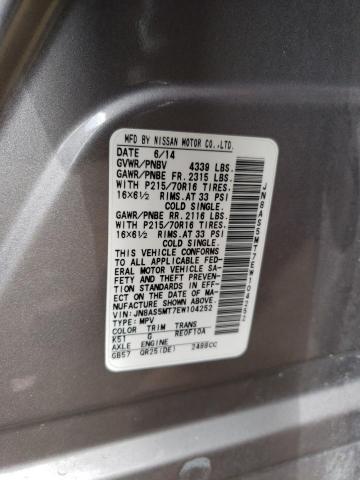 MFD BY NISSAN MOTOR CO.,LTD.
DATE 6/14
GVWR/PNBV 4339 LBS.
GAWR/PNBE FR. 2315 LBS.
WITH P215/70R16 TIRES,
16×6½ RIMS.AT 33 PSI
COLD SINGLE.
GAWR/PNBE RR. 2116 LBS.
WITH P215/70R16 TIRES,
16×6½ RIMS.AT 33 PSI
COLD SINGLE.
THIS VEHICLE CONFORMS
TO ALL APPLICABLE FED-
ERAL MOTOR VEHICLE SA-
FETY AND THEFT PREVENT-
ION STANDARDS IN EFFEC-
T ON THE DATE OF MA-
NUFACTURE SHOWN ABOVE.
VIN:JN8AS5MT7EW104252
TYPE:MPV
COLOR TRIM TRANS
K51 G RE0F10A
AXLE ENGINE
GB57 QR25(DE) 2488CC
JN8AS5MT7EW104252